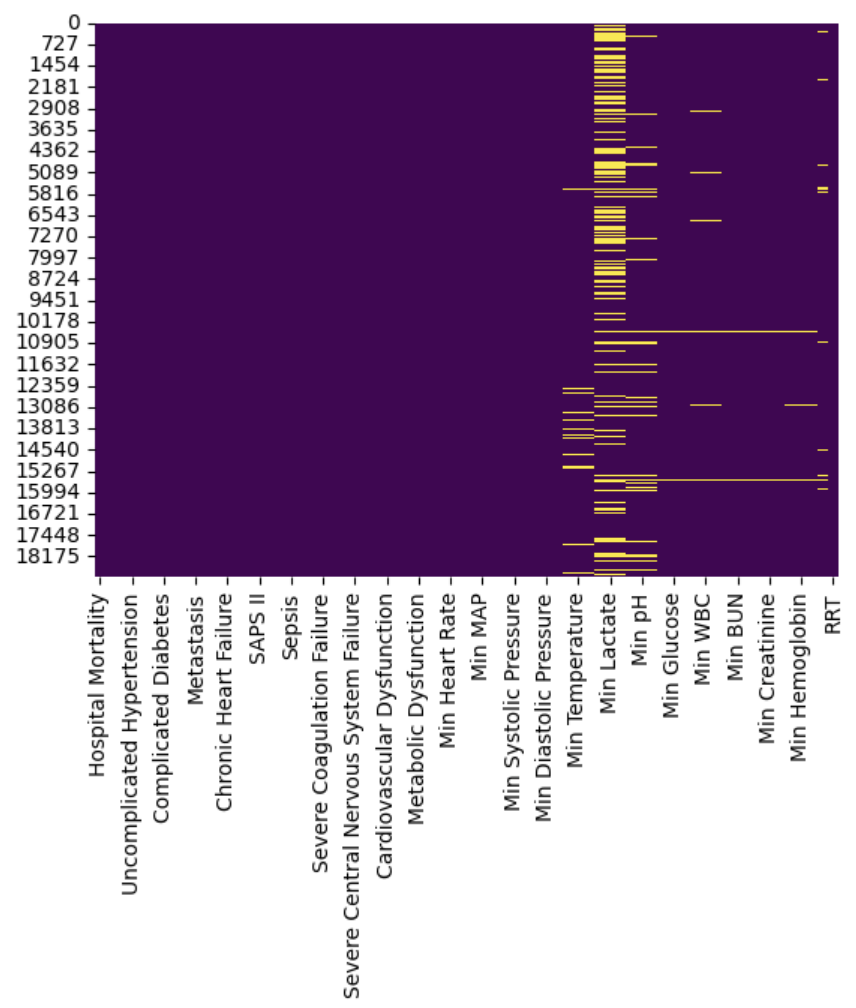 0
727
1454
2181
2908
3635
4362
5089
5816
6543
7270
7997
8724
9451
10178
10905
11632
12359
13086
13813
14540
15267
15994
16721
17448
18175
Hospital Mortality
Uncomplicated Hypertension
Complicated Diabetes
Metastasis
Chronic Heart Failure
SAPS II
Sepsis
Severe Coagulation Failure
Severe Central Nervous System Failure
Cardiovascular Dysfunction
Metabolic Dysfunction
Min Heart Rate
Min MAP
Min Systolic Pressure
Min Diastolic Pressure
Min Temperature
Min Lactate
Min pH
Min Glucose
Min WBC
Min BUN
Min Creatinine
Min Hemoglobin
RRT